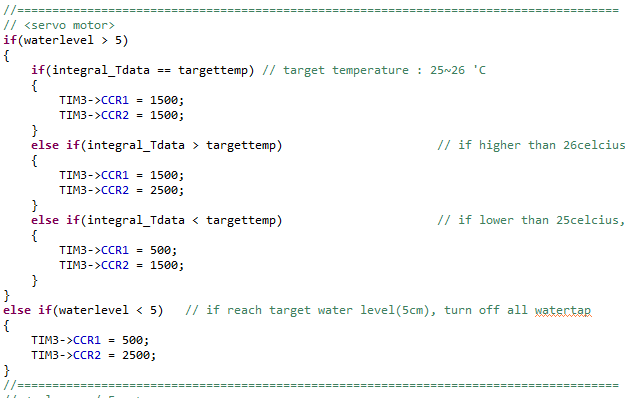 //======================================================================================
// <servo motor>
if(waterlevel > 5)
{
    if(integral_Tdata == targettemp) // target temperature : 25~26 'C
    {
        TIM3->CCR1 = 1500;
        TIM3->CCR2 = 1500;
    }
    else if(integral_Tdata > targettemp)                      // if higher than 26celcius
    {
        TIM3->CCR1 = 1500;
        TIM3->CCR2 = 2500;
    }
    else if(integral_Tdata < targettemp)                      // if lower than 25celcius,
    {
        TIM3->CCR1 = 500;
        TIM3->CCR2 = 1500;
    }
}
else if(waterlevel < 5)   // if reach target water level(5cm), turn off all watertap
{
    TIM3->CCR1 = 500;
    TIM3->CCR2 = 2500;
}
//======================================================================================